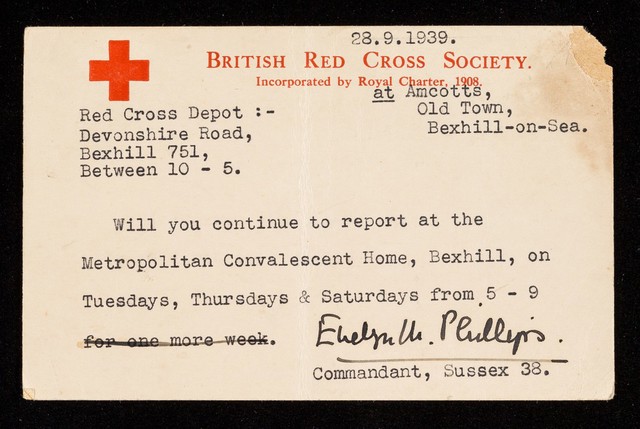 28.9.1939.
BRITISH RED CROSS SOCIETY.
Incorporated by Royal Charter, 1908.
at Amcotts,
Old Town,
Bexhill-on-Sea.
Red Cross Depot :-
Devonshire Road,
Bexhill 751,
Between 10 - 5.
Will you continue to report at the
Metropolitan Convalescent Home, Bexhill, on
Tuesdays, Thursdays & Saturdays from 5 - 9
for one more week.
Evelyn M. Phillips.
Commandant, Sussex 38.